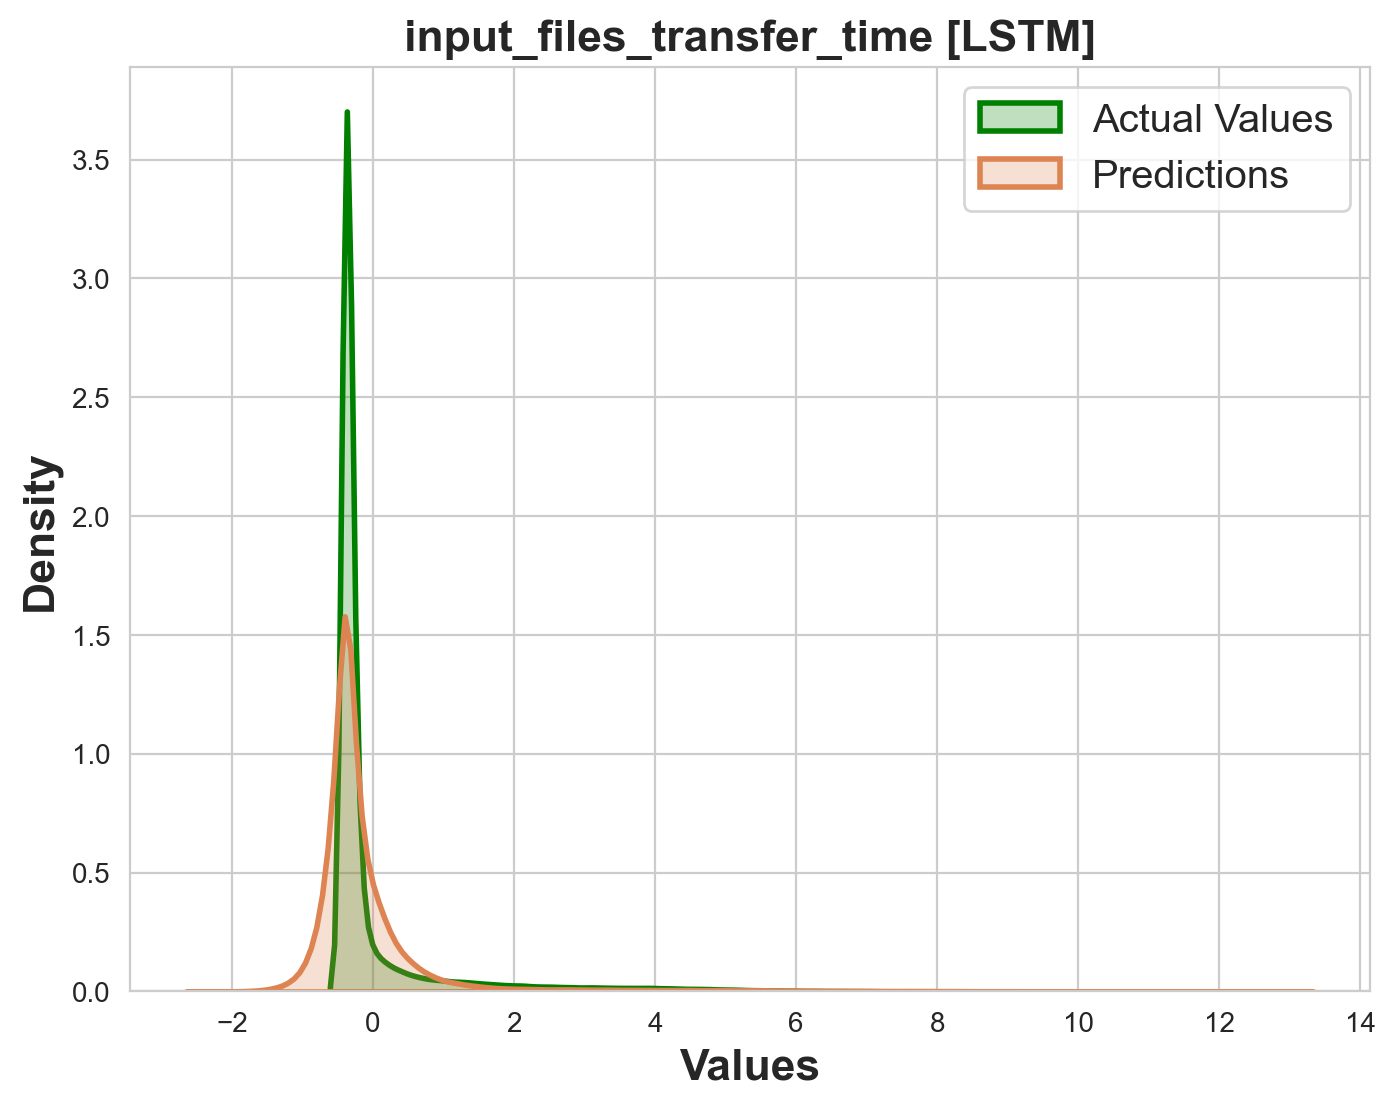 input_files_transfer_time [LSTM]
Actual Values
Predictions
3.5
3.0
2.5
2.0
1.5
1.0
0.5
0.0
Density
−2 0 2 4 6 8 10 12 14
Values